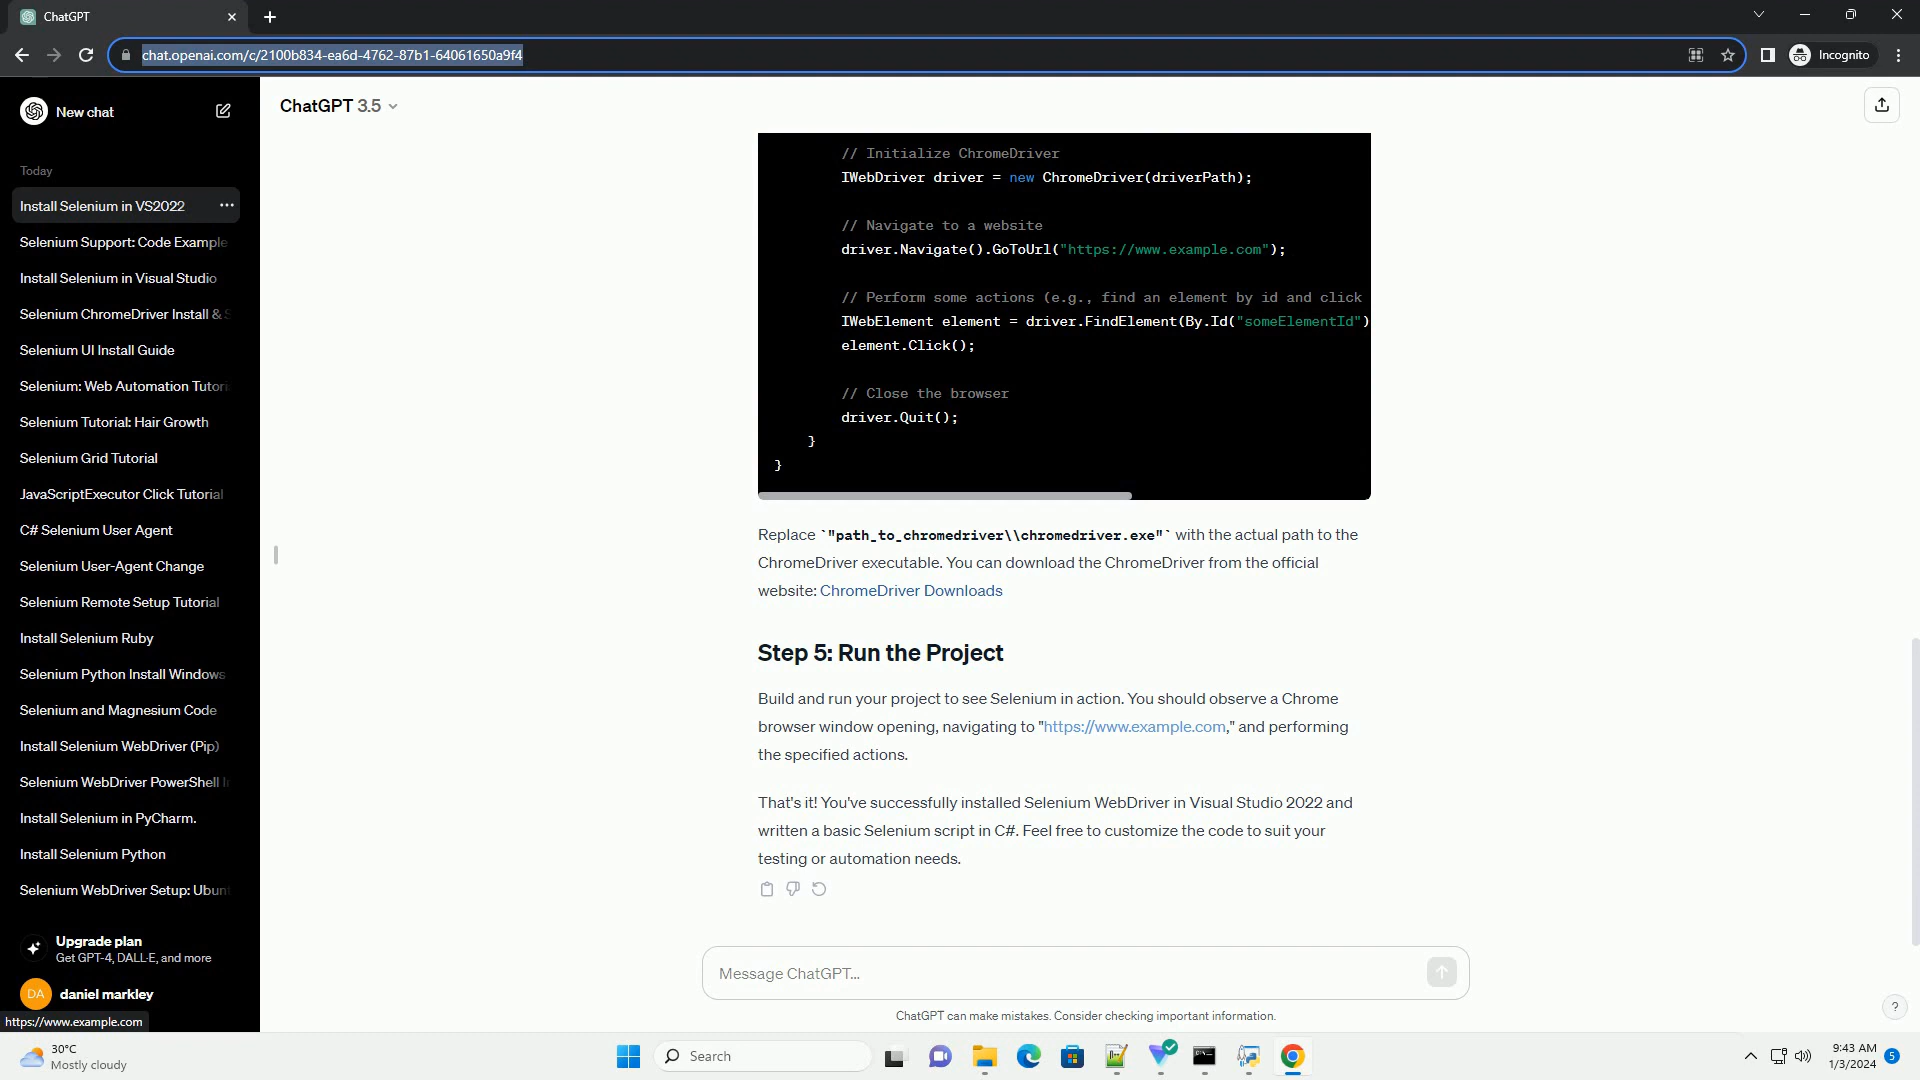 ChatGPT
chat.openai.com/c/2100b834-ea6d-4762-87b1-64061650a9f4
Incognito
New chat
ChatGPT 3.5
Today
Install Selenium in VS2022
Selenium Support: Code Example
Install Selenium in Visual Studio
Selenium ChromeDriver Install & S
Selenium UI Install Guide
Selenium: Web Automation Tutori
Selenium Tutorial: Hair Growth
Selenium Grid Tutorial
JavaScriptExecutor Click Tutorial
C# Selenium User Agent
Selenium User-Agent Change
Selenium Remote Setup Tutorial
Install Selenium Ruby
Selenium Python Install Windows
Selenium and Magnesium Code
Install Selenium WebDriver (Pip)
Selenium WebDriver PowerShell I
Install Selenium in PyCharm.
Install Selenium Python
Selenium WebDriver Setup: Ubun
Upgrade plan
Get GPT-4, DALL·E, and more
DA daniel markley
https://www.example.com
// Initialize ChromeDriver
IWebDriver driver = new ChromeDriver(driverPath);
// Navigate to a website
driver.Navigate().GoToUrl("https://www.example.com");
// Perform some actions (e.g., find an element by id and click
IWebElement element = driver.FindElement(By.Id("someElementId")
element.Click();
// Close the browser
driver.Quit();
}
}
Replace `"path_to_chromedriver\\chromedriver.exe"` with the actual path to the
ChromeDriver executable. You can download the ChromeDriver from the official
website: ChromeDriver Downloads
Step 5: Run the Project
Build and run your project to see Selenium in action. You should observe a Chrome
browser window opening, navigating to "https://www.example.com," and performing
the specified actions.
That's it! You've successfully installed Selenium WebDriver in Visual Studio 2022 and
written a basic Selenium script in C#. Feel free to customize the code to suit your
testing or automation needs.
Message ChatGPT...
ChatGPT can make mistakes. Consider checking important information.
?
30°C
Mostly cloudy
Search
9:43 AM
1/3/2024
5